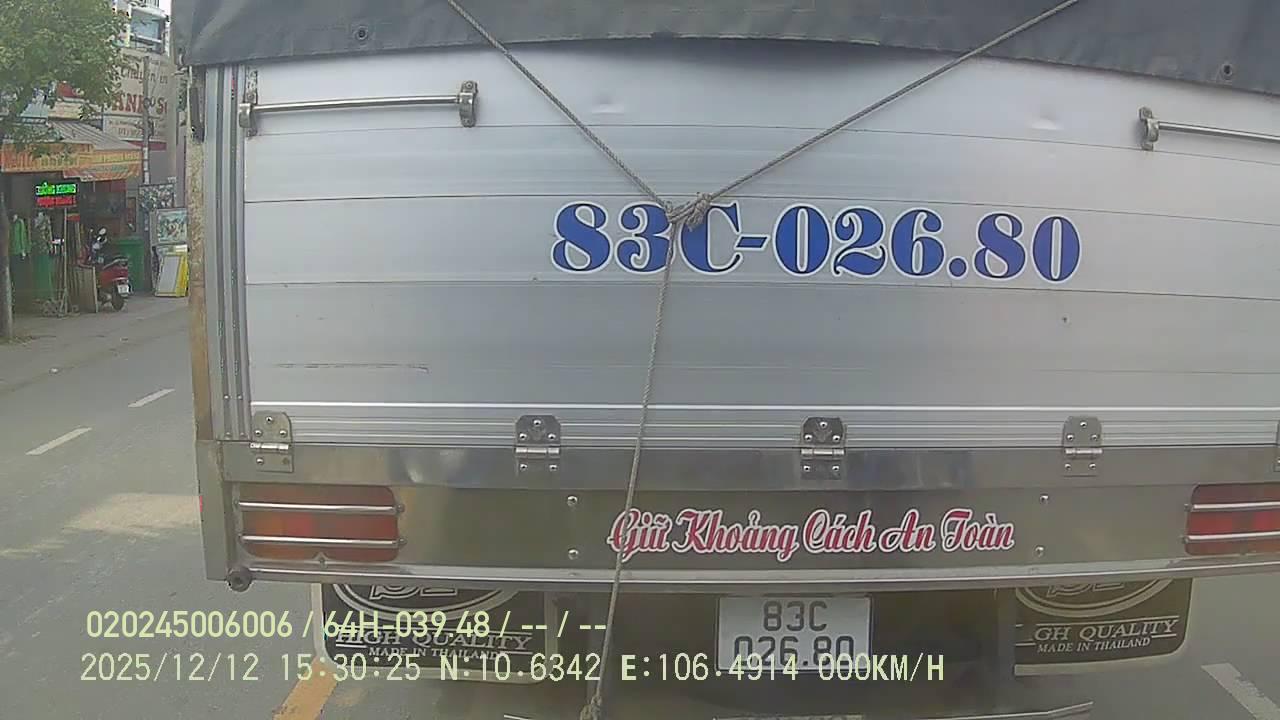 83C-026.80
Giữ Khoảng Cách An Toàn
83C
026.80
HIGH QUALITY
MADE IN THAILAND
GH QUALITY
MADE IN THAILAND
020245006006 / 64H-039.48 / -- / --
2025/12/12 15:30:25 N:10.6342 E:106.4914 000KM/H